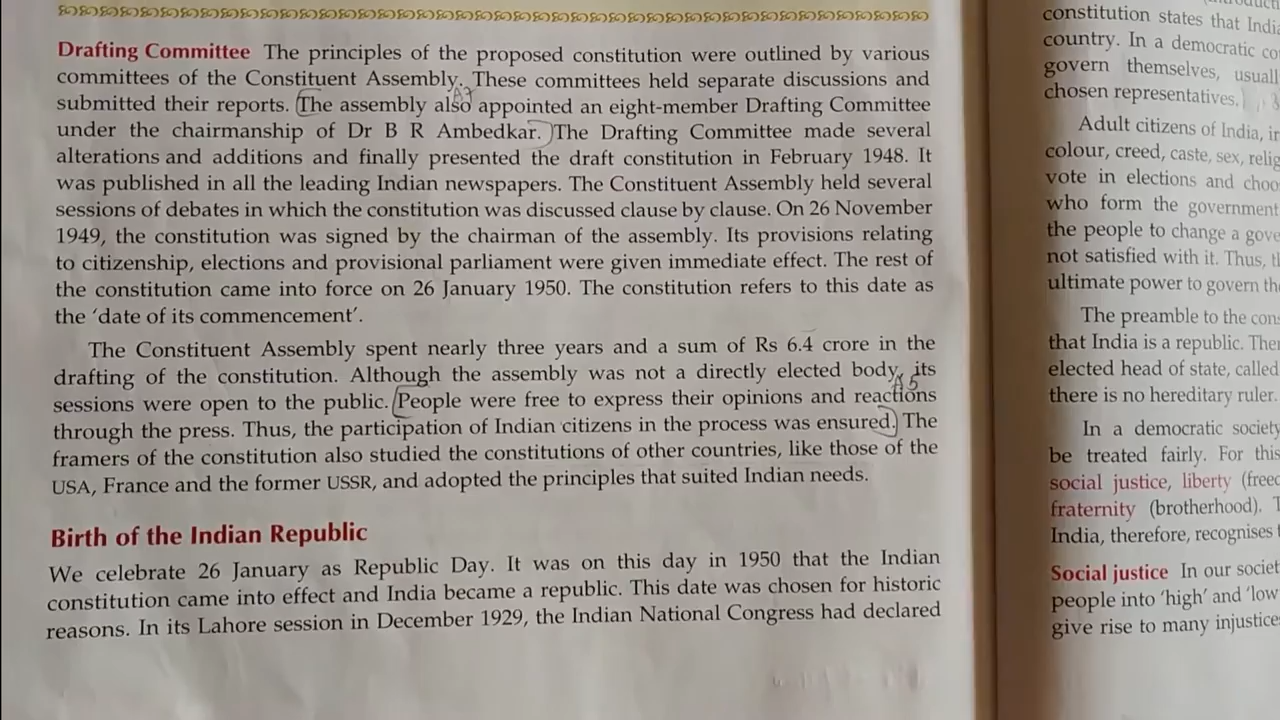 Drafting Committee The principles of the proposed constitution were outlined by various
committees of the Constituent Assembly. These committees held separate discussions and
submitted their reports. The assembly also appointed an eight-member Drafting Committee
under the chairmanship of Dr B R Ambedkar. The Drafting Committee made several
alterations and additions and finally presented the draft constitution in February 1948. It
was published in all the leading Indian newspapers. The Constituent Assembly held several
sessions of debates in which the constitution was discussed clause by clause. On 26 November
1949, the constitution was signed by the chairman of the assembly. Its provisions relating
to citizenship, elections and provisional parliament were given immediate effect. The rest of
the constitution came into force on 26 January 1950. The constitution refers to this date as
the ‘date of its commencement’.
The Constituent Assembly spent nearly three years and a sum of Rs 6.4 crore in the
drafting of the constitution. Although the assembly was not a directly elected body, its
sessions were open to the public. People were free to express their opinions and reactions
through the press. Thus, the participation of Indian citizens in the process was ensured. The
framers of the constitution also studied the constitutions of other countries, like those of the
USA, France and the former USSR, and adopted the principles that suited Indian needs.
Birth of the Indian Republic
We celebrate 26 January as Republic Day. It was on this day in 1950 that the Indian
constitution came into effect and India became a republic. This date was chosen for historic
reasons. In its Lahore session in December 1929, the Indian National Congress had declared
constitution states that
country. In a democratic
govern themselves,
chosen representatives.
Adult citizens of India,
colour, creed, caste, sex,
vote in elections and
who form the government
the people to change a
not satisfied with it. Thus,
ultimate power to govern
The preamble to the
that India is a republic.
elected head of state, called
there is no hereditary ruler.
In a democratic society
be treated fairly. For this
social justice, liberty
fraternity (brotherhood).
India, therefore, recognises
Social justice In our
people into ‘high’ and
give rise to many